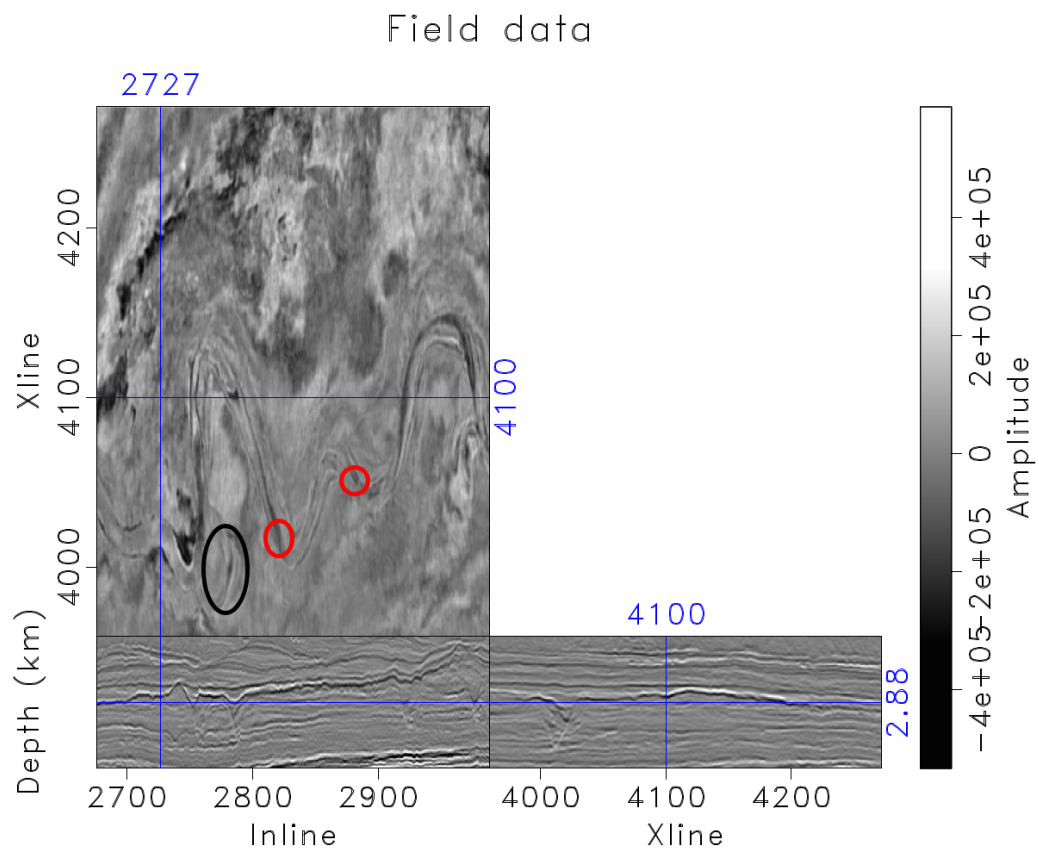 Field data
2727
4200
4100
4000
Xline
4100
Depth (km)
2700 2800 2900
Inline
4100
2.88
4000 4100 4200
Xline
4e+05
2e+05
0
−2e+05
−4e+05
Amplitude